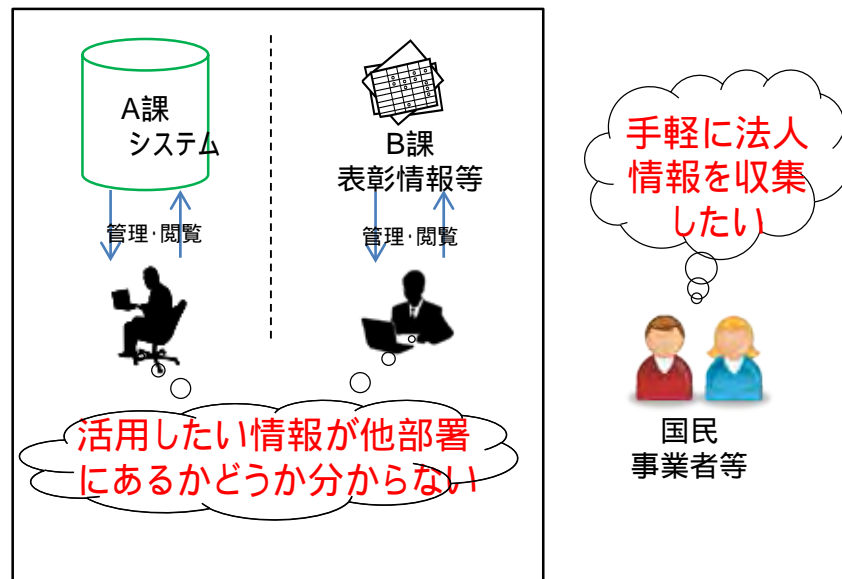 A課
システム
管理・閲覧
B課
表彰情報等
管理・閲覧
活用したい情報が他部署
にあるかどうか分からない
手軽に法人
情報を収集
したい
国民
事業者等